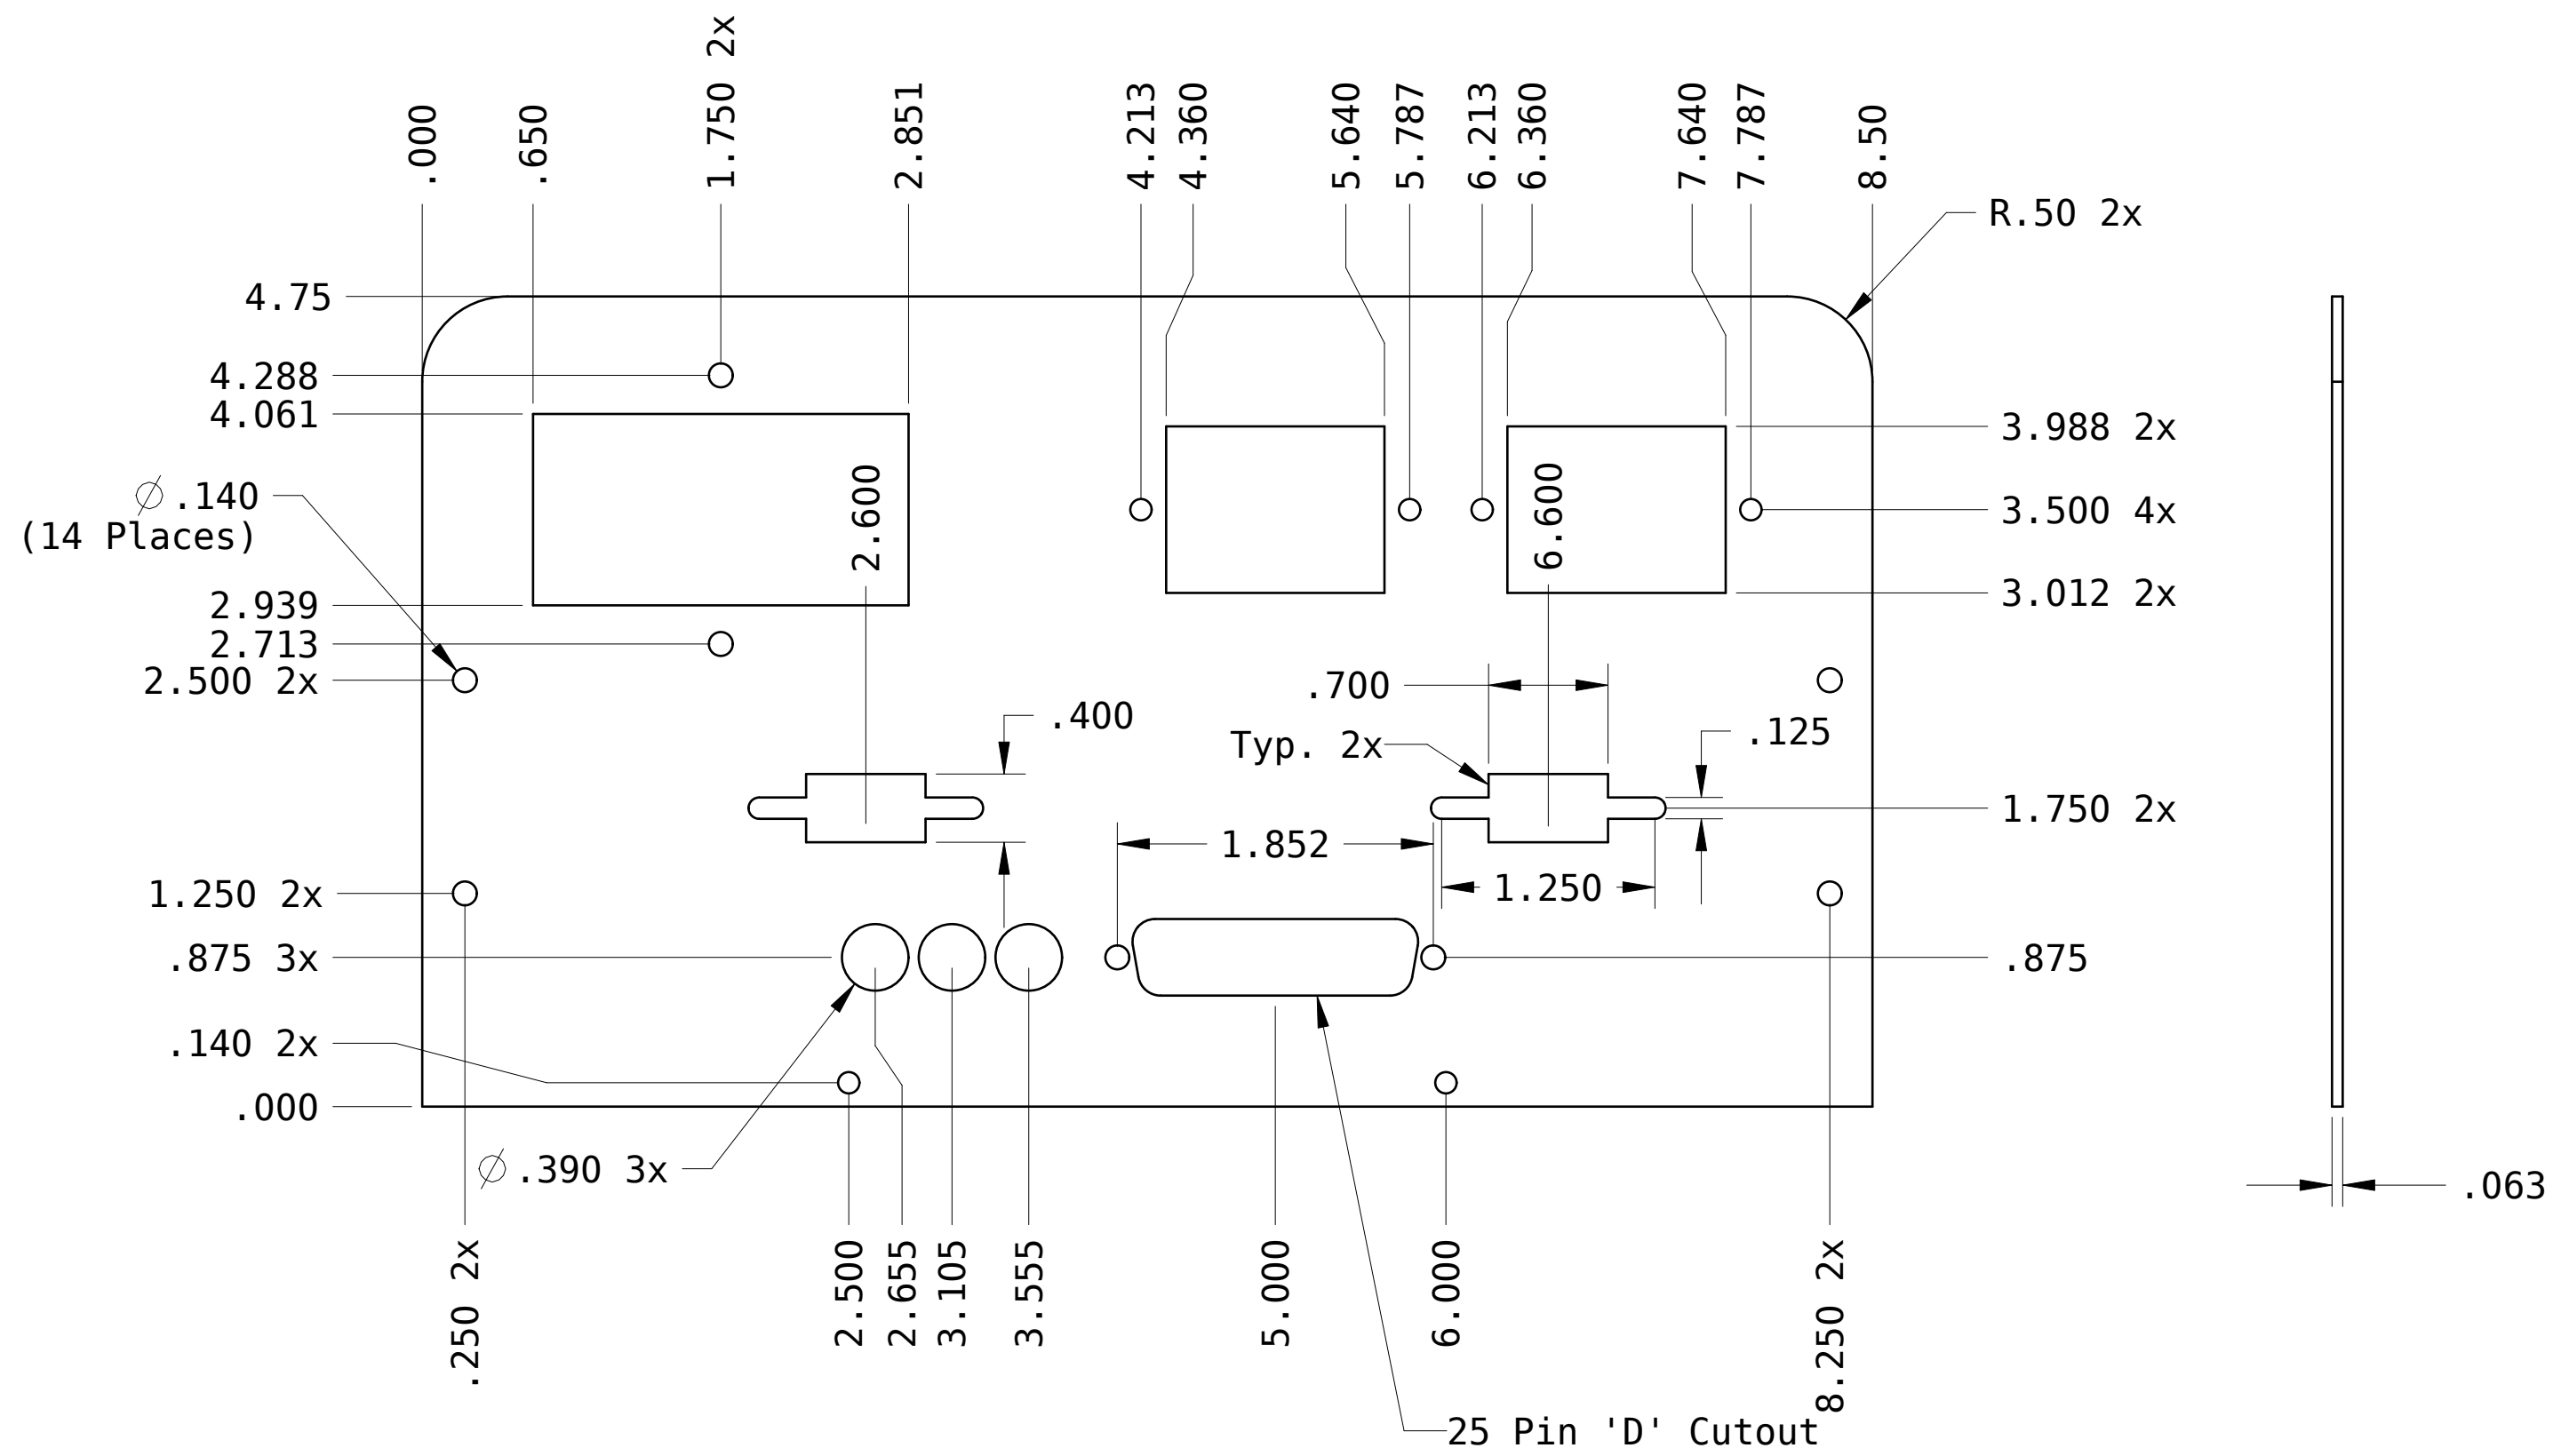 .000
.650
1.750 2x
2.851
4.213
4.360
5.640
5.787
6.213
6.360
7.640
7.787
8.50
R.50 2x
4.75
4.288
4.061
3.988 2x
∅ .140
(14 Places)
2.600
6.600
3.500 4x
2.939
3.012 2x
2.713
2.500 2x
.700
.400
Typ. 2x
.125
1.750 2x
1.852
1.250 2x
1.250
.875 3x
.875
.140 2x
.000
∅ .390 3x
.063
.250 2x
2.500
2.655
3.105
3.555
5.000
6.000
8.250 2x
25 Pin 'D' Cutout